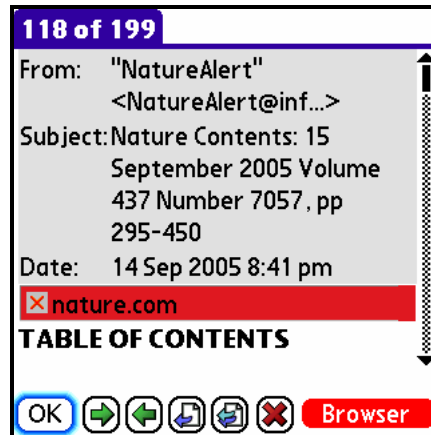 118 of 199
From: "NatureAlert"
<NatureAlert@inf...>
Subject: Nature Contents: 15
September 2005 Volume
437 Number 7057, pp
295-450
Date: 14 Sep 2005 8:41 pm
nature.com
TABLE OF CONTENTS
OK Browser